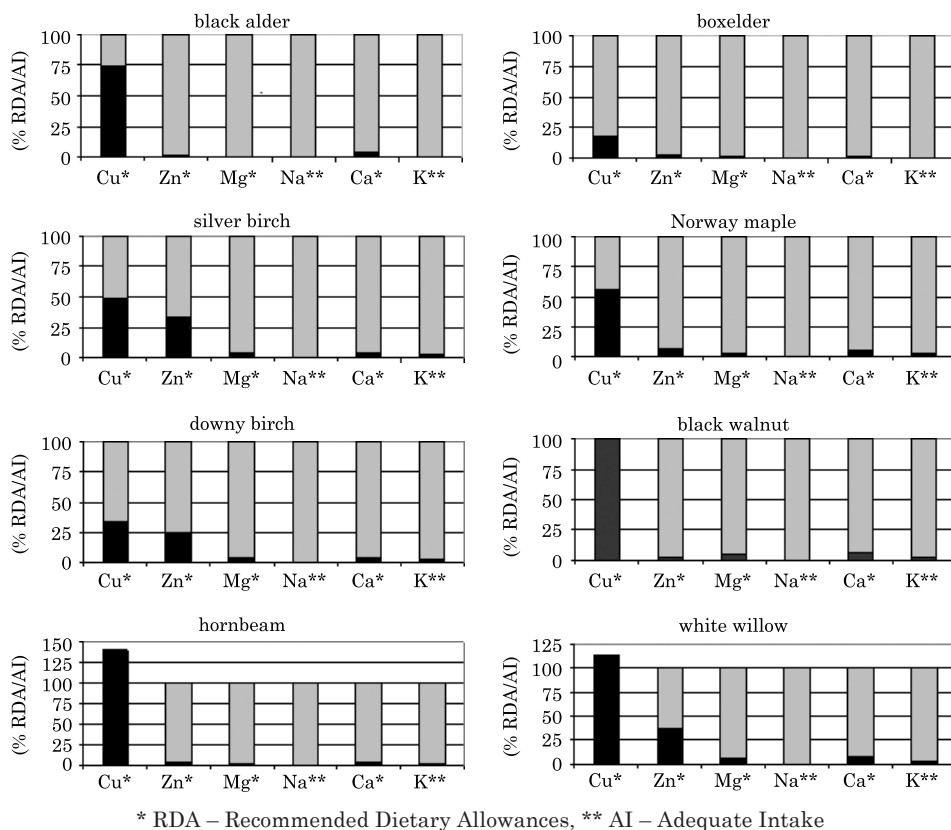 black alder
100
75
50
25
0
(% RDA/AI)
Cu* Zn* Mg* Na** Ca* K**
boxelder
100
75
50
25
0
(% RDA/AI)
Cu* Zn* Mg* Na** Ca* K**
silver birch
100
75
50
25
0
(% RDA/AI)
Cu* Zn* Mg* Na** Ca* K**
Norway maple
100
75
50
25
0
(% RDA/AI)
Cu* Zn* Mg* Na** Ca* K**
downy birch
100
75
50
25
0
(% RDA/AI)
Cu* Zn* Mg* Na** Ca* K**
black walnut
100
75
50
25
0
(% RDA/AI)
Cu* Zn* Mg* Na** Ca* K**
hornbeam
150
125
100
75
50
25
0
(% RDA/AI)
Cu* Zn* Mg* Na** Ca* K**
white willow
125
100
75
50
25
0
(% RDA/AI)
Cu* Zn* Mg* Na** Ca* K**
* RDA – Recommended Dietary Allowances, ** AI – Adequate Intake